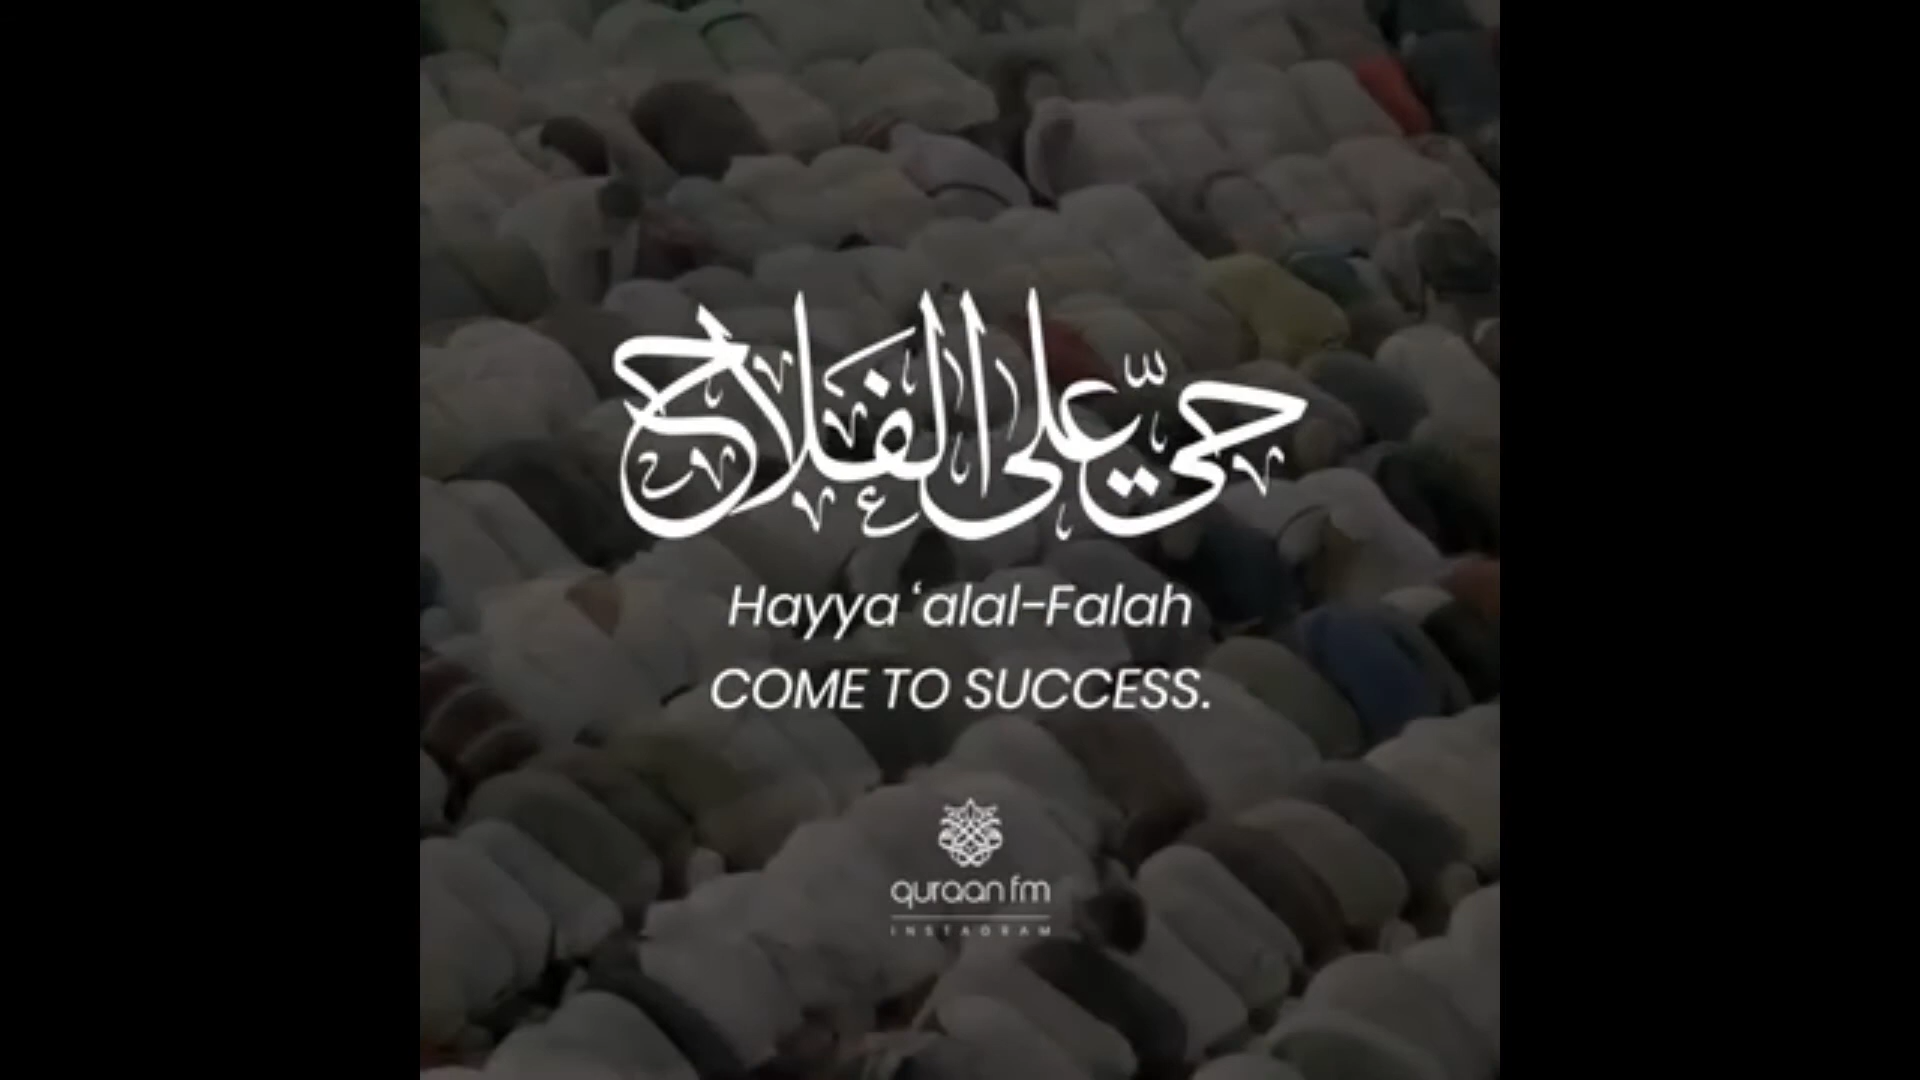 حيّ على الفلاح
Hayya ‘alal-Falah
COME TO SUCCESS.
quraan fm
INSTAGRAM